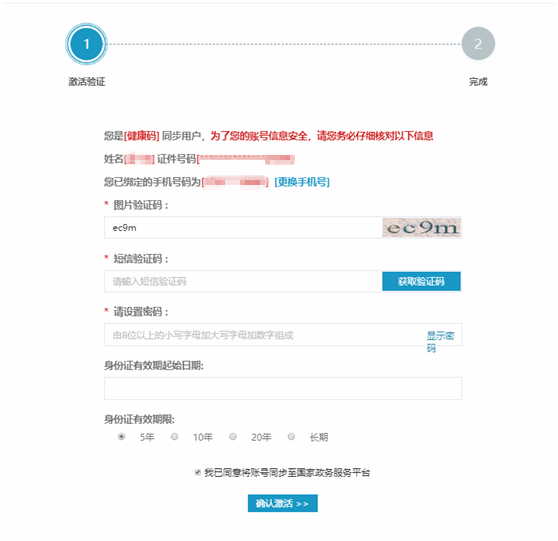 1
2
激活验证
完成
您是[健康码] 同步用户，为了您的账号信息安全，请您务必仔细核对以下信息
姓名[ ] 证件号码[ ]
您已绑定的手机号码为[ ] [更换手机号]
* 图片验证码：
ec9m
ec9m
* 短信验证码：
请输入短信验证码
获取验证码
* 请设置密码：
由8位以上的小写字母加大写字母加数字组成
显示密
码
身份证有效期起始日期:
身份证有效期限:
5年 10年 20年 长期
我已同意将账号同步至国家政务服务平台
确认激活 >>